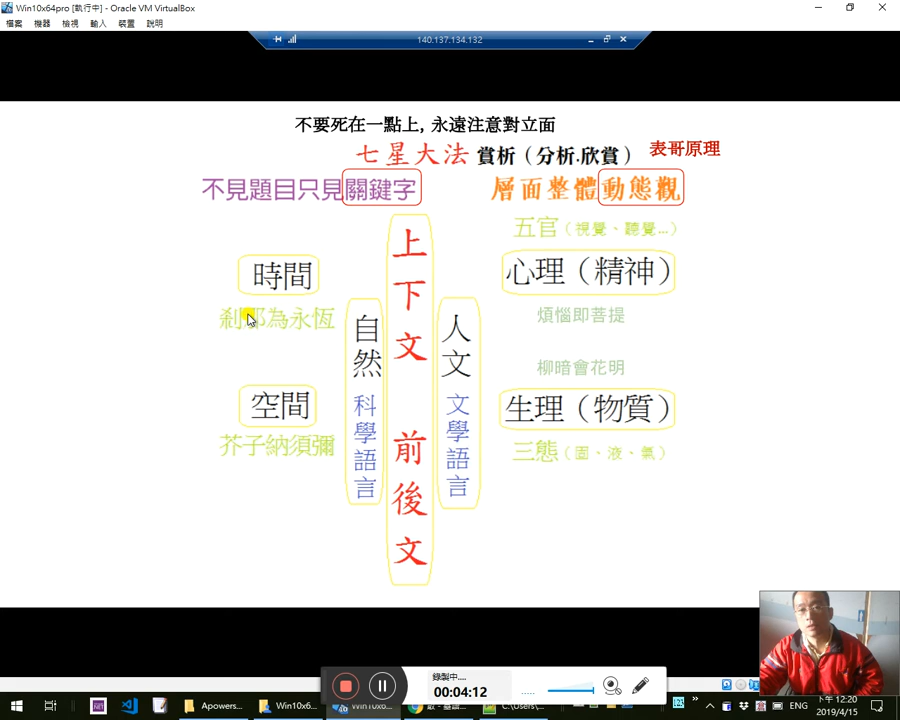 Win10x64pro [執行中] - Oracle VM VirtualBox
檔案 機器 檢視 輸入 裝置 說明
140.137.134.132
不要死在一點上, 永遠注意對立面
七星大法 賞析（分析.欣賞） 表哥原理
不見題目只見關鍵字
層面整體動態觀
五官（視覺、聽覺...）
時間
心理（精神）
剎那為永恆
煩惱即菩提
柳暗會花明
空間
生理（物質）
芥子納須彌
三態（固、液、氣）
自然 科學語言
上下文 前後文
人文 文學語言
錄製中....
00:04:12
Apowers...
Win10x6...
Win10x6...
C:\Users\...
ENG
下午 12:20
2019/4/15